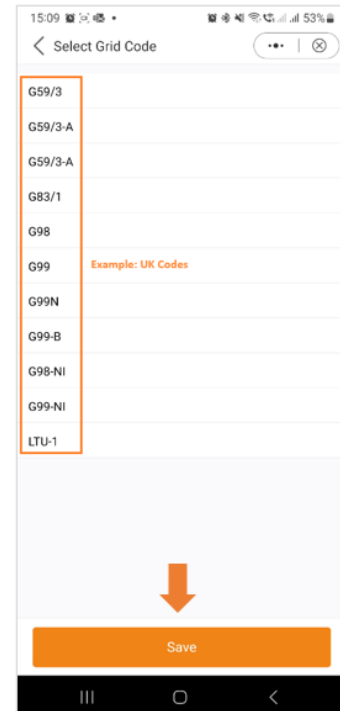 15:09
53%
Select Grid Code
G59/3
G59/3-A
G59/3-A
G83/1
G98
G99
Example: UK Codes
G99N
G99-B
G98-NI
G99-NI
LTU-1
Save